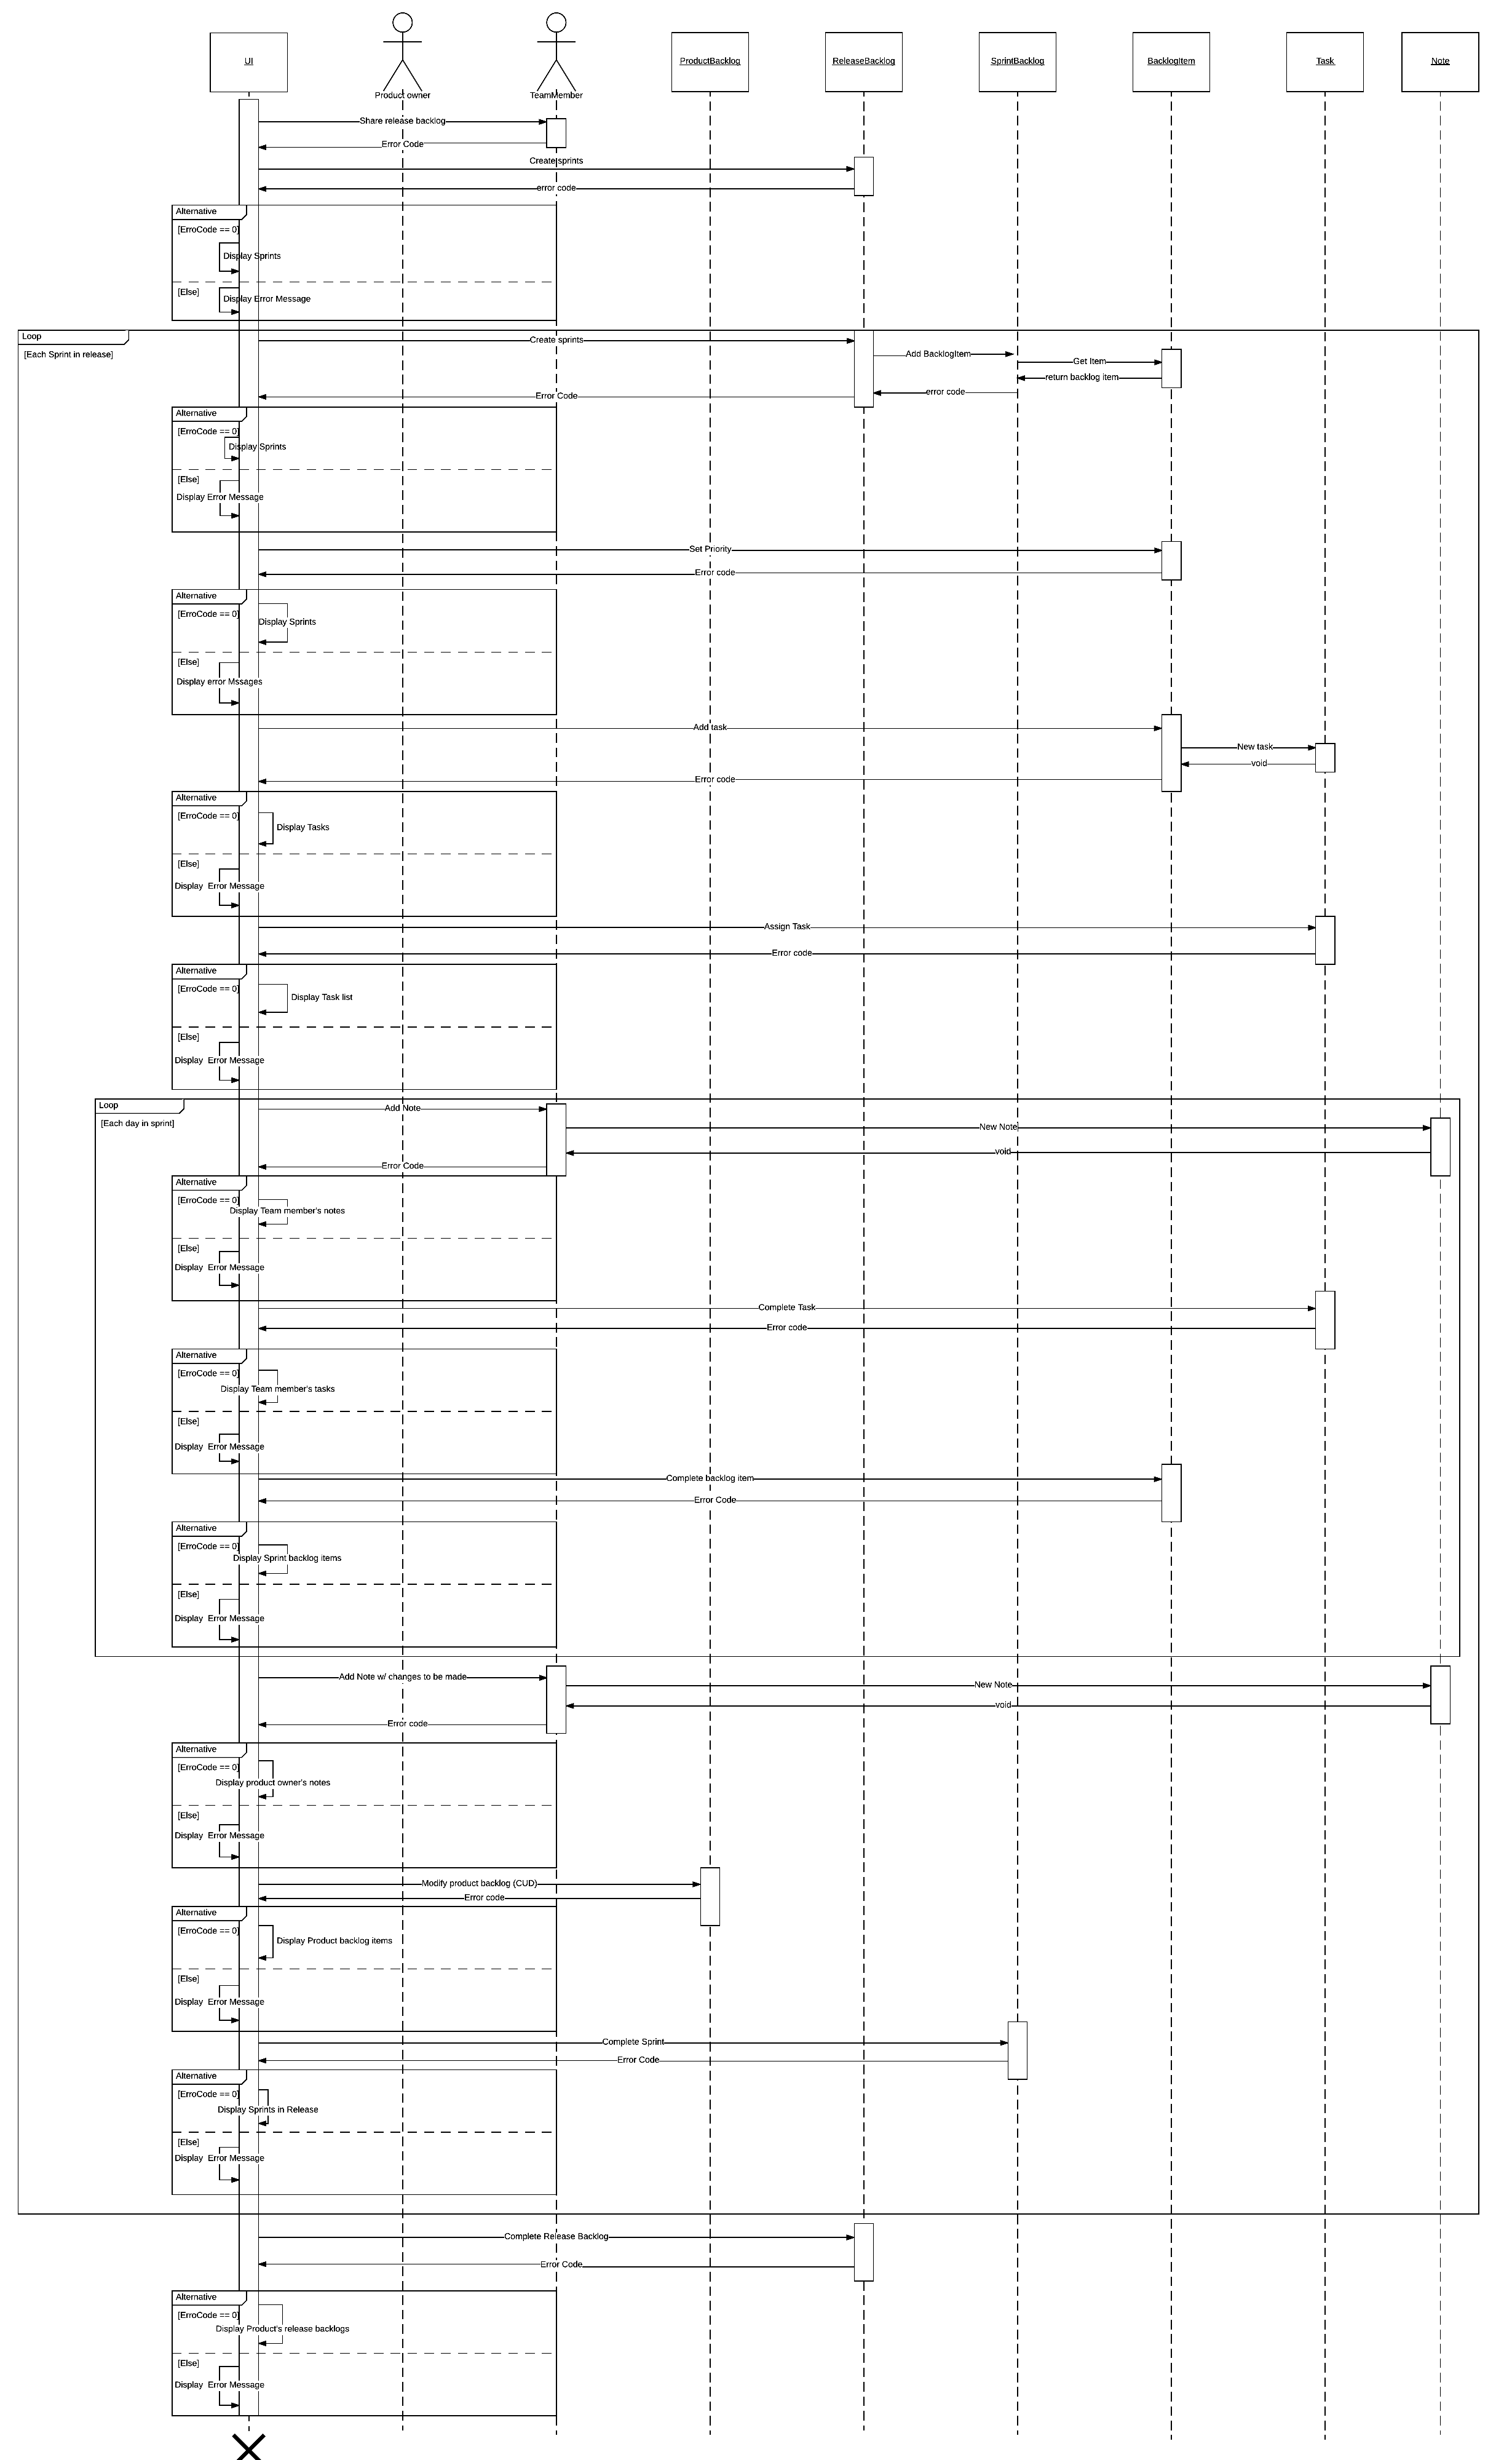 UI
Product owner
TeamMember
ProductBacklog
ReleaseBacklog
SprintBacklog
BacklogItem
Task
Note
Share release backlog
Error Code
Create sprints
error code
Alternative
[ErroCode == 0]
Display Sprints
[Else]
Display Error Message
Loop
[Each Sprint in release]
Create sprints
Add BacklogItem
Get Item
return backlog item
error code
Error Code
Alternative
[ErroCode == 0]
Display Sprints
[Else]
Display Error Message
Set Priority
Error code
Alternative
[ErroCode == 0]
Display Sprints
[Else]
Display error Mssages
Add task
New task
void
Error code
Alternative
[ErroCode == 0]
Display Tasks
[Else]
Display Error Message
Assign Task
Error code
Alternative
[ErroCode == 0]
Display Task list
[Else]
Display Error Message
Loop
[Each day in sprint]
Add Note
New Note
void
Error Code
Alternative
[ErroCode == 0]
Display Team member's notes
[Else]
Display Error Message
Complete Task
Error code
Alternative
[ErroCode == 0]
Display Team member's tasks
[Else]
Display Error Message
Complete backlog item
Error Code
Alternative
[ErroCode == 0]
Display Sprint backlog items
[Else]
Display Error Message
Add Note w/ changes to be made
New Note
void
Error code
Alternative
[ErroCode == 0]
Display product owner's notes
[Else]
Display Error Message
Modify product backlog (CUD)
Error code
Alternative
[ErroCode == 0]
Display Product backlog items
[Else]
Display Error Message
Complete Sprint
Error Code
Alternative
[ErroCode == 0]
Display Sprints in Release
[Else]
Display Error Message
Complete Release Backlog
Error Code
Alternative
[ErroCode == 0]
Display Product's release backlogs
[Else]
Display Error Message